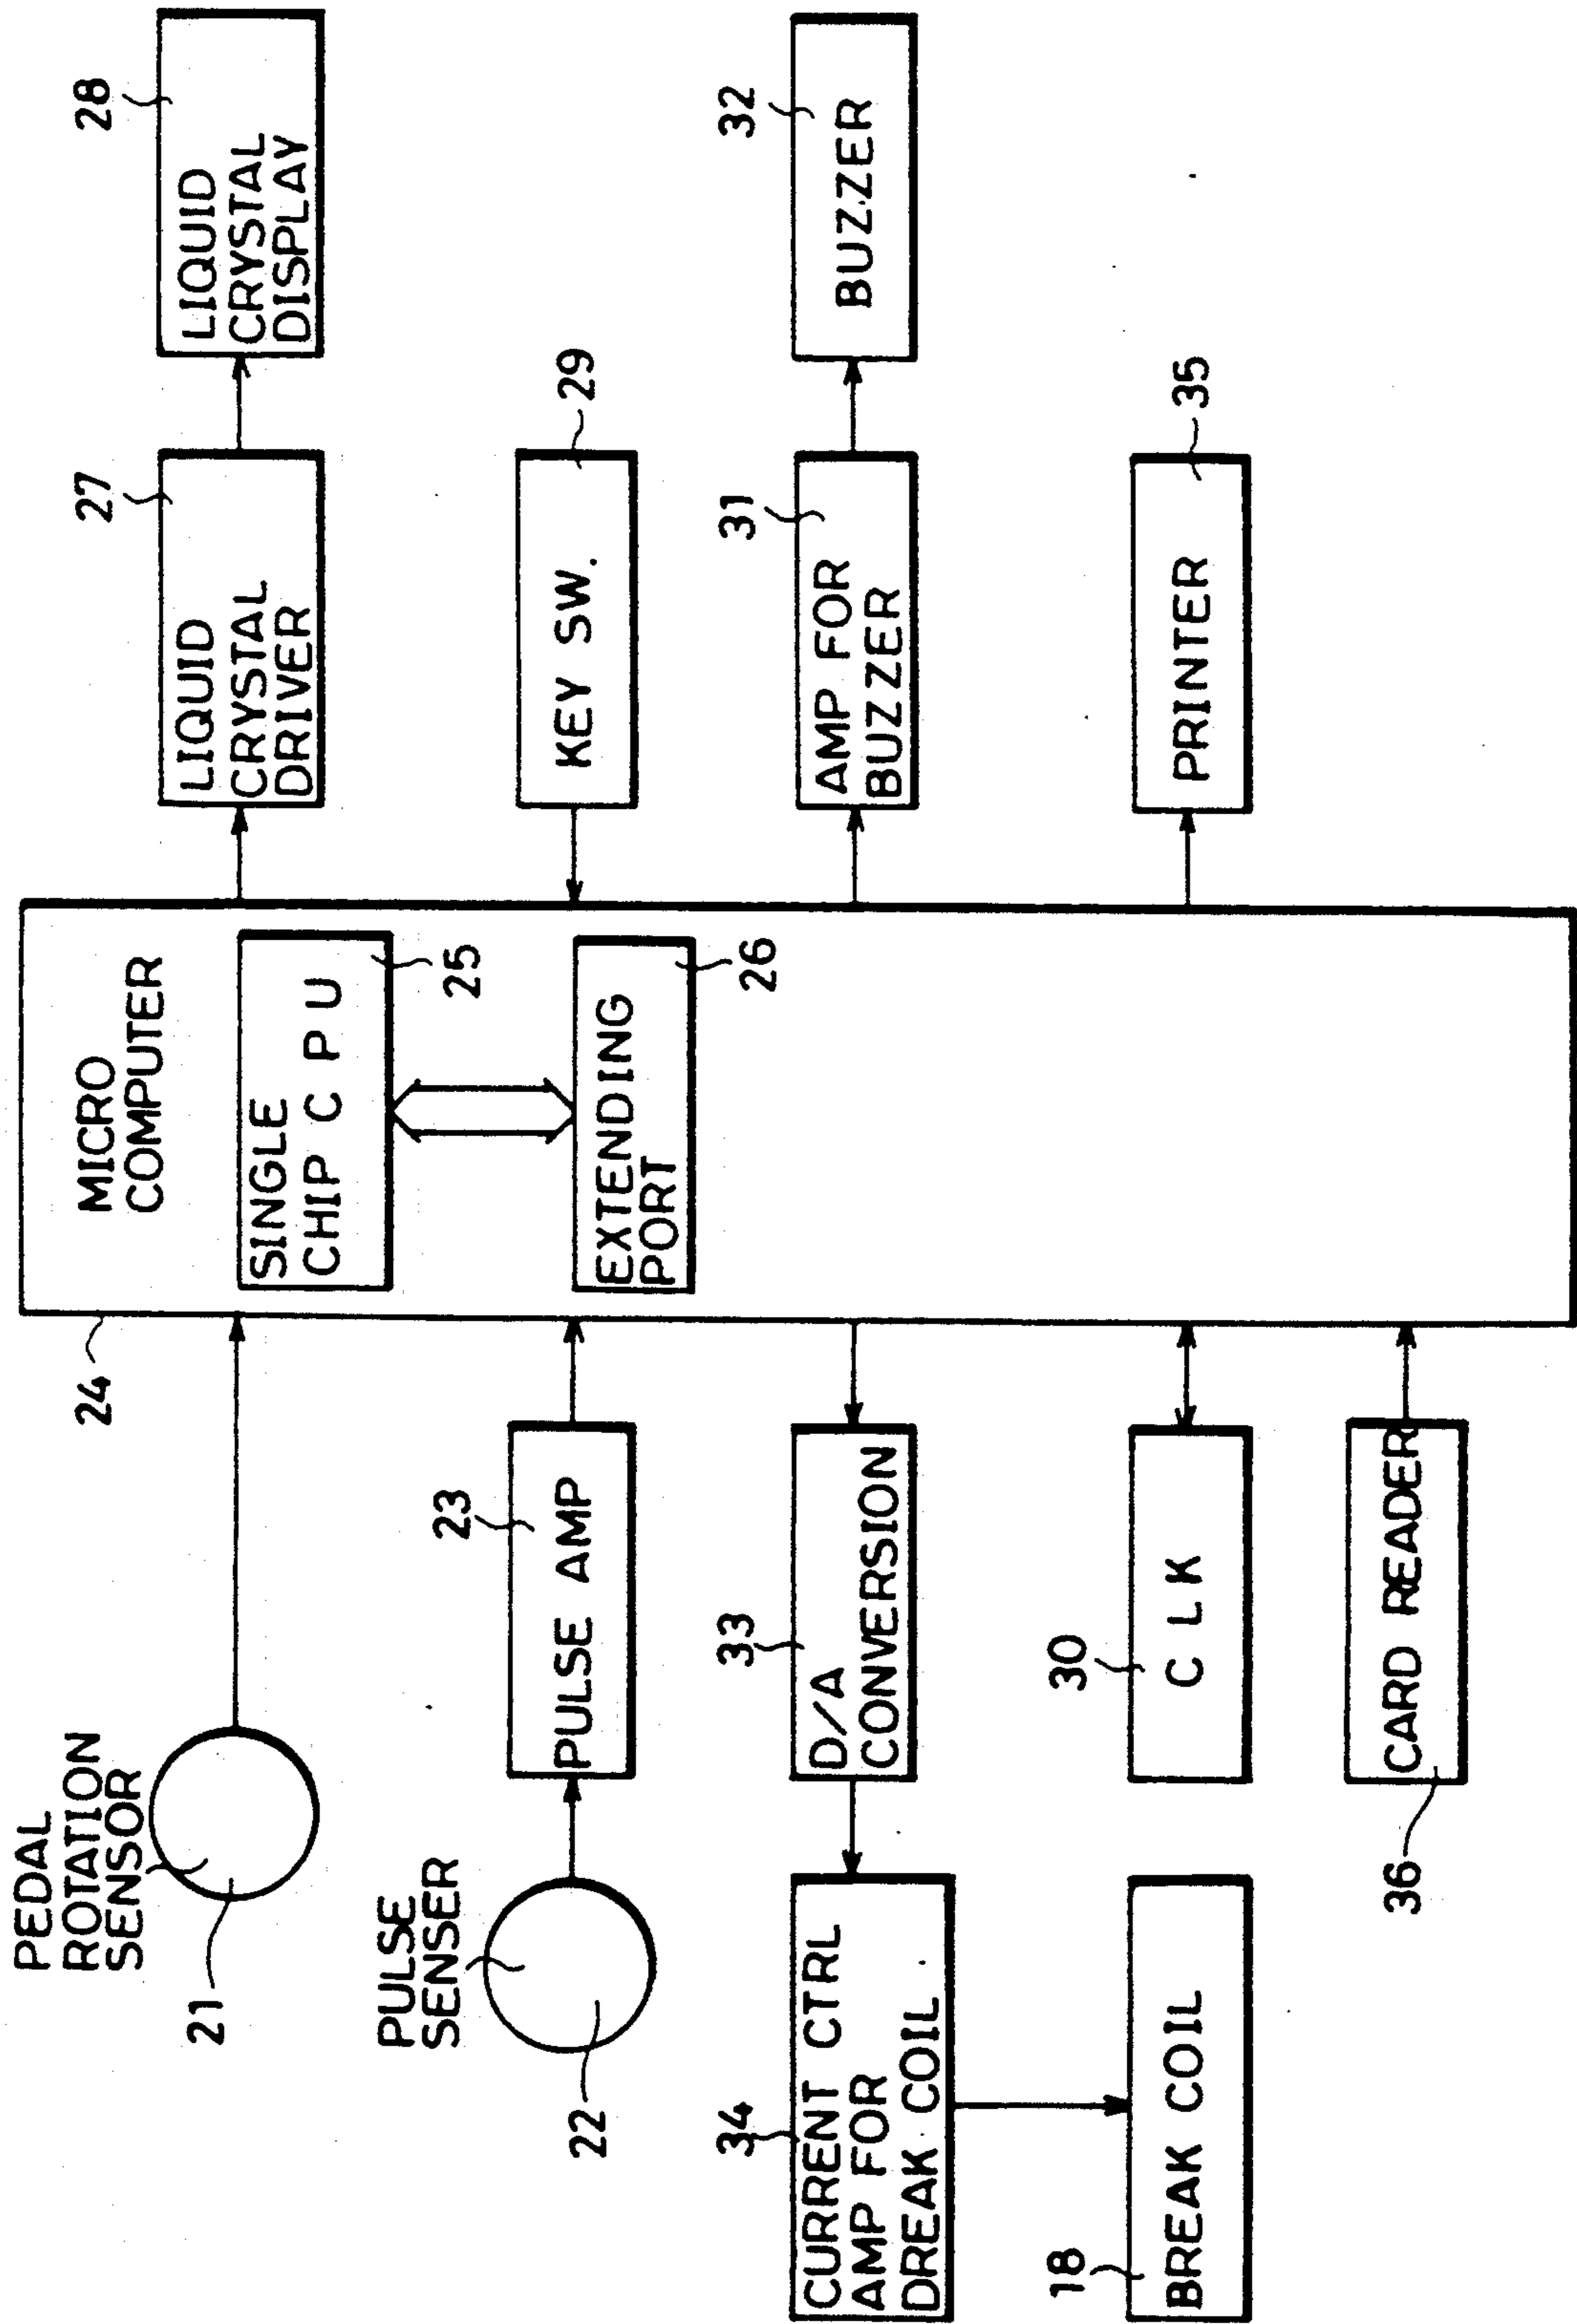 PEDAL
ROTATION
SENSOR
21
PULSE
SENSER
22
23
PULSE AMP
24
MICRO
COMPUTER
SINGLE
CHIP C P U
25
EXTENDING
PORT
26
27
LIQUID
CRYSTAL
DRIVER
28
LIQUID
CRYSTAL
DISPLAY
KEY SW.
29
31
AMP FOR
BUZZER
32
BUZZER
PRINTER
35
33
D/A
CONVERSION
34
CURRENT CTRL
AMP FOR
DREAK COIL
18
BREAK COIL
30
C L K
CARD READER
36